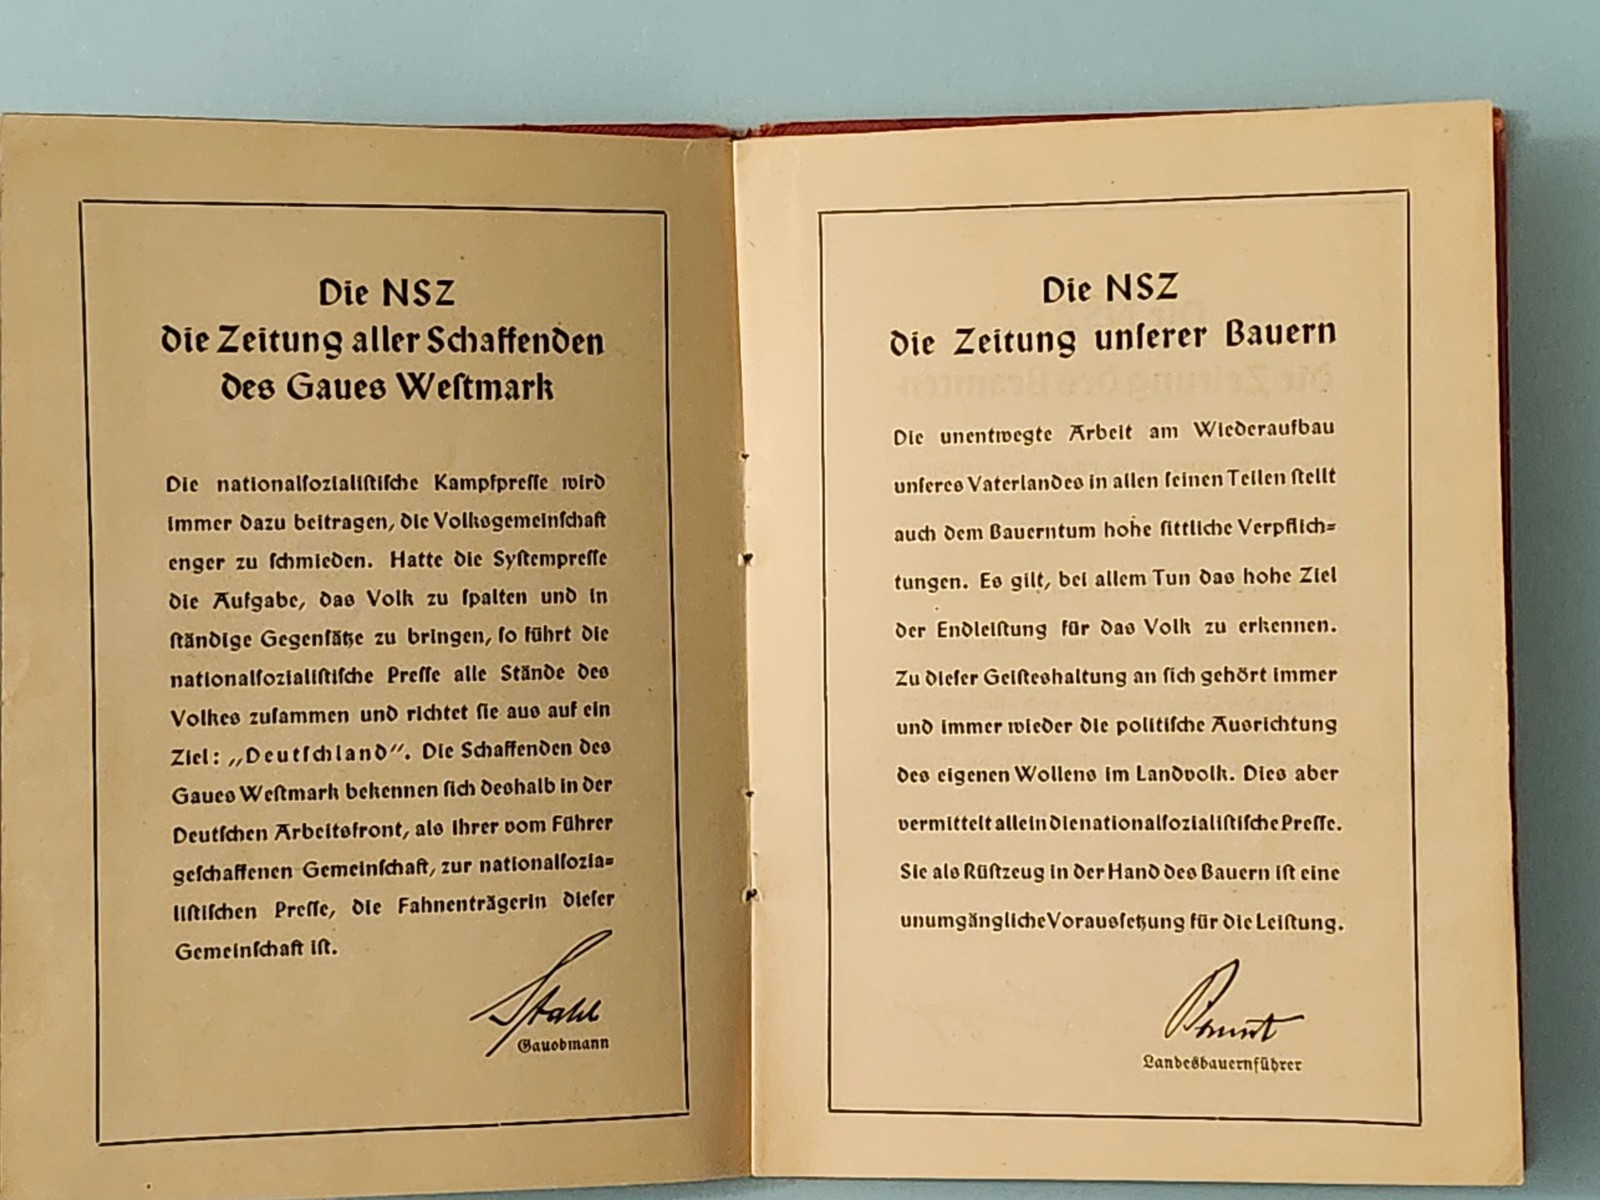 Die NSZ
die Zeitung aller Schaffenden
des Gaues Weſtmark
Die nationalſozialiſtiſche Kampfpreſſe wird
immer dazu beitragen, die Volksgemeinſchaft
enger zu ſchmieden. Hatte die Syſtempreſſe
die Aufgabe, das Volk zu ſpalten und in
ſtändige Gegenſätze zu bringen, ſo führt die
nationalſozialiſtiſche Preſſe alle Stände des
Volkes zuſammen und richtet ſie aus auf ein
Ziel: „Deutſchland“. Die Schaffenden des
Gaues Weſtmark bekennen ſich deshalb in der
Deutſchen Arbeitsfront, als ihrer vom Führer
geſchaffenen Gemeinſchaft, zur nationalſozia=
liſtiſchen Preſſe, die Fahnenträgerin dieſer
Gemeinſchaft iſt.
Stahl
Gauobmann
Die NSZ
die Zeitung unſerer Bauern
Die unentwegte Arbeit am Wiederaufbau
unſeres Vaterlandes in allen ſeinen Teilen ſtellt
auch dem Bauerntum hohe ſittliche Verpflich=
tungen. Es gilt, bei allem Tun das hohe Ziel
der Endleiſtung für das Volk zu erkennen.
Zu dieſer Geiſteshaltung an ſich gehört immer
und immer wieder die politiſche Ausrichtung
des eigenen Wollens im Landvolk. Dies aber
vermittelt allein die nationalſozialiſtiſche Preſſe.
Sie als Rüſtzeug in der Hand des Bauern iſt eine
unumgängliche Vorausſetzung für die Leiſtung.
Landesbauernführer